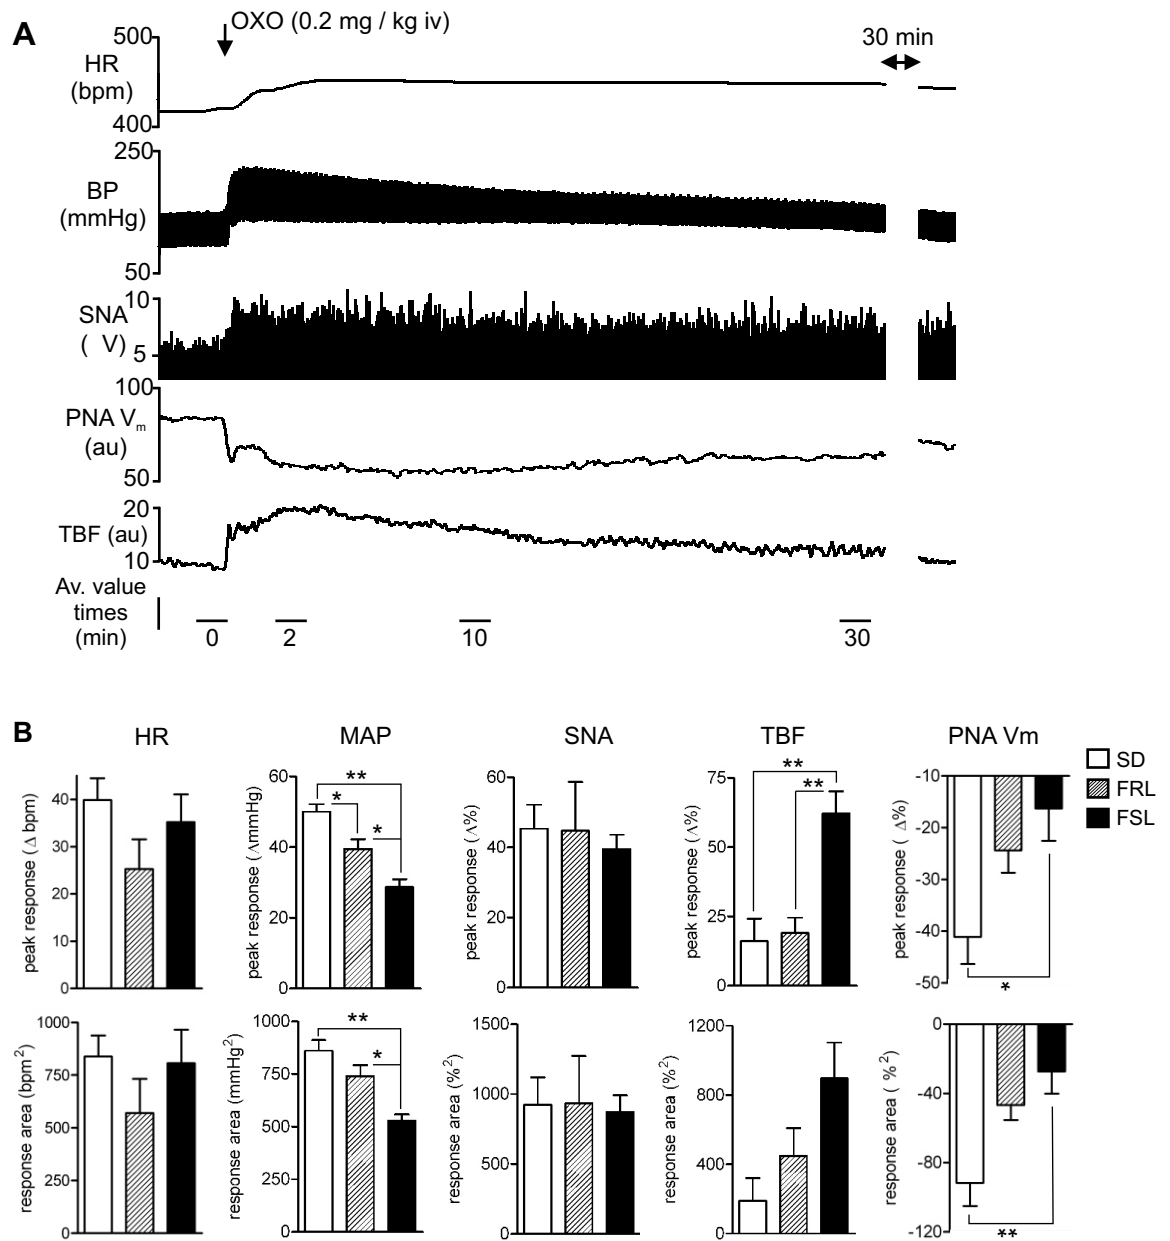 A
OXO (0.2 mg / kg iv)
30 min
500
HR
(bpm)
400
250
BP
(mmHg)
50
10
SNA
( V)
5
100
PNA Vm
(au)
50
20
TBF (au)
10
Av. value
times
(min)
0 2 10 30
B
HR MAP SNA TBF PNA Vm
SD
FRL
FSL
peak response (Δ bpm)
40
30
20
10
0
peak response (ΔmmHg)
60
40
20
0
** * *
peak response (Δ%)
60
40
20
0
peak response (Δ%)
75
50
25
0
** **
peak response ( Δ%)
-10
-20
-30
-40
-50
*
response area (bpm²)
1000
750
500
250
0
response area (mmHg²)
1000
750
500
250
0
** *
response area (%²)
1500
1000
500
0
response area (%²)
1200
800
400
0
response area ( %²)
0
-40
-80
-120
**